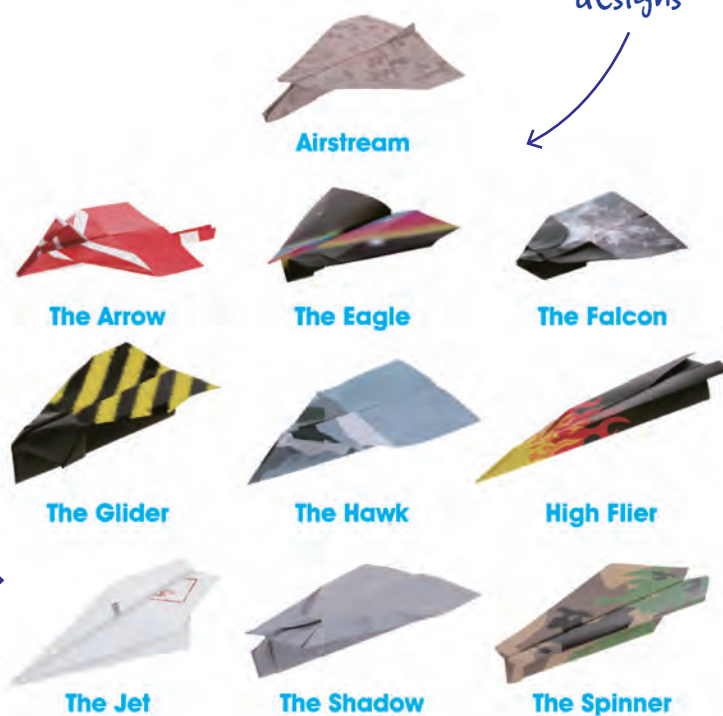 designs
Airstream
The Arrow The Eagle The Falcon
The Glider The Hawk High Flier
The Jet The Shadow The Spinner